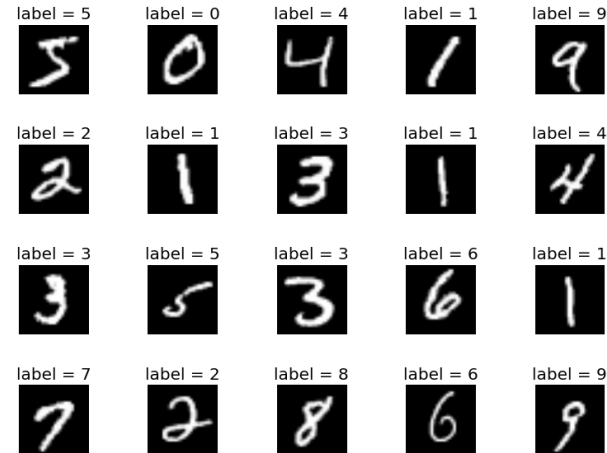 label = 5 label = 0 label = 4 label = 1 label = 9
5 0 4 1 9
label = 2 label = 1 label = 3 label = 1 label = 4
2 1 3 1 4
label = 3 label = 5 label = 3 label = 6 label = 1
3 5 3 6 1
label = 7 label = 2 label = 8 label = 6 label = 9
7 2 8 6 9